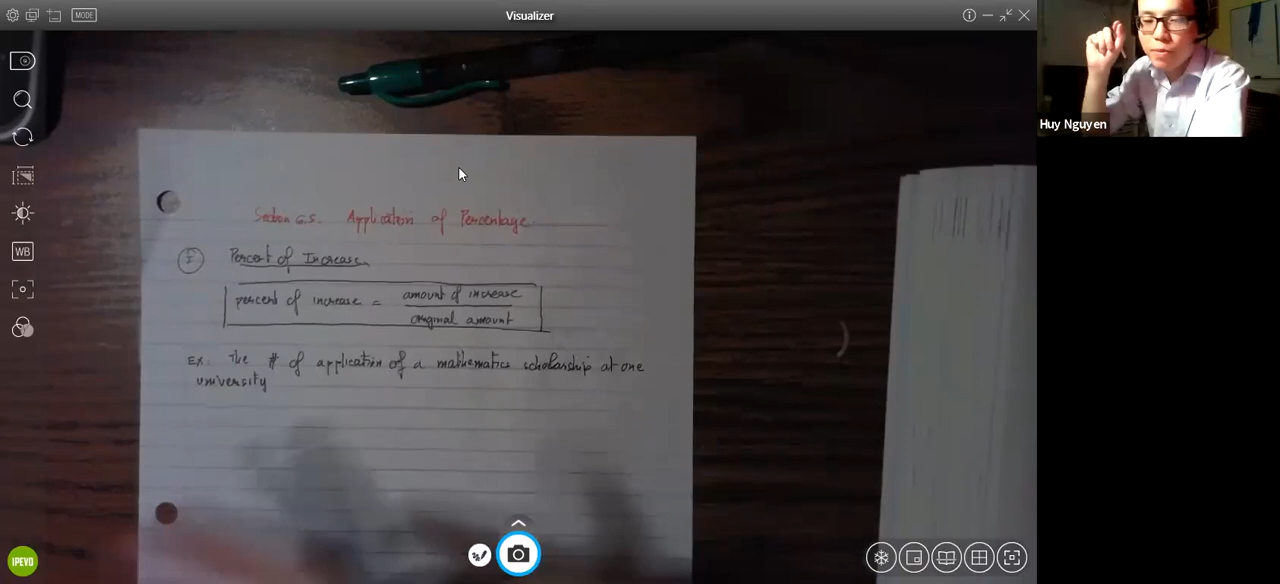 MODE
Visualizer
WB
Huy Nguyen
Section 6.5. Application of Percentage
I Percent of Increase
percent of increase = amount of increase
original amount
Ex: The # of application of a mathematics scholarship at one
university
IPEVO